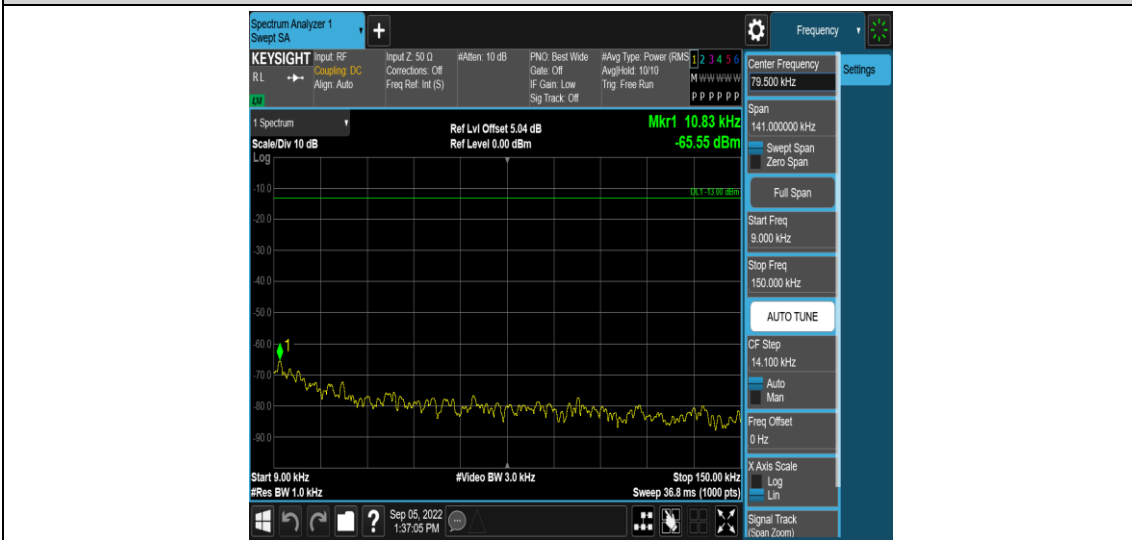 Spectrum Analyzer 1
Swept SA
+
Frequency
KEYSIGHT
RL
LXI
Input: RF
Coupling: DC
Align: Auto
Input Z: 50 Ω
Corrections: Off
Freq Ref: Int (S)
#Atten: 10 dB
PNO: Best Wide
Gate: Off
IF Gain: Low
Sig Track: Off
#Avg Type: Power (RMS
Avg|Hold: 10/10
Trig: Free Run
1 2 3 4 5 6
M W W W W W
P P P P P P
1 Spectrum
Scale/Div 10 dB
Log
Ref Lvl Offset 5.04 dB
Ref Level 0.00 dBm
Mkr1 10.83 kHz
-65.55 dBm
DL1 -13.00 dBm
-10.0
-20.0
-30.0
-40.0
-50.0
-60.0
1
-70.0
-80.0
-90.0
Start 9.00 kHz
#Res BW 1.0 kHz
#Video BW 3.0 kHz
Stop 150.00 kHz
Sweep 36.8 ms (1000 pts)
?
Sep 05, 2022
1:37:05 PM
Center Frequency
79.500 kHz
Settings
Span
141.000000 kHz
Swept Span
Zero Span
Full Span
Start Freq
9.000 kHz
Stop Freq
150.000 kHz
AUTO TUNE
CF Step
14.100 kHz
Auto
Man
Freq Offset
0 Hz
X Axis Scale
Log
Lin
Signal Track
(Span Zoom)